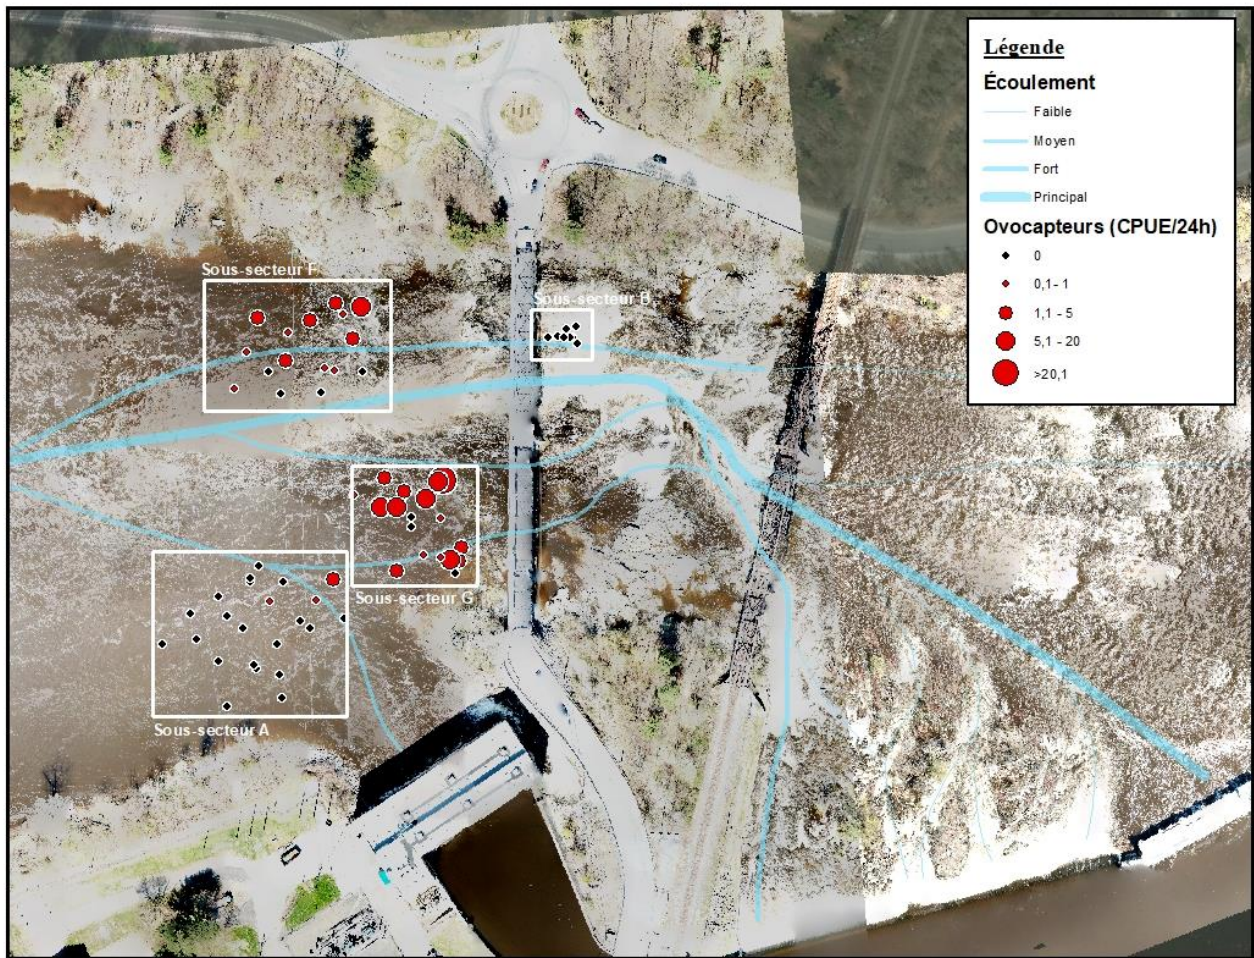 Légende
Écoulement
Faible
Moyen
Fort
Principal
Ovocapteurs (CPUE/24h)
0
0,1- 1
1,1 - 5
5,1 - 20
>20,1
Sous-secteur F
Sous-secteur B
Sous-secteur G
Sous-secteur A